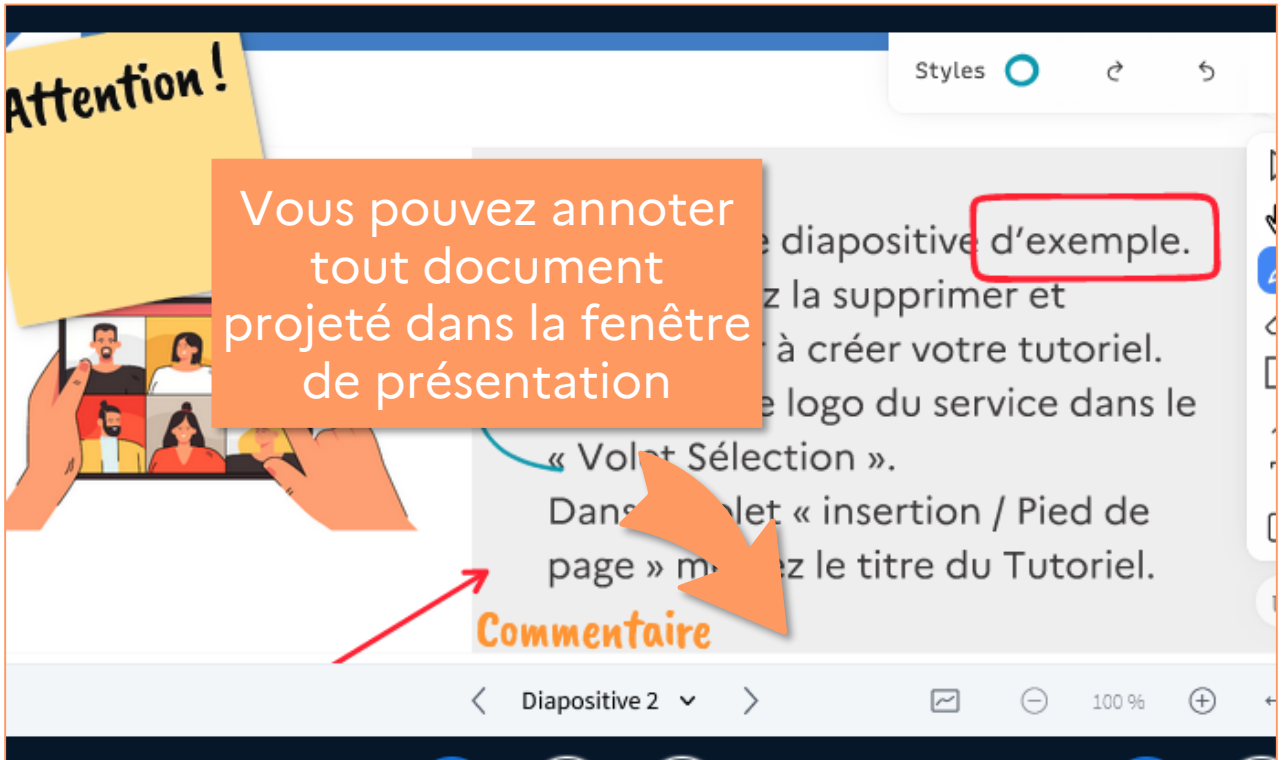 Attention !
Styles
Vous pouvez annoter
tout document
projeté dans la fenêtre
de présentation
diapositive d’exemple.
la supprimer et
à créer votre tutoriel.
logo du service dans le
« Volet Sélection ».
Dans
« insertion / Pied de
page »
le titre du Tutoriel.
Commentaire
Diapositive 2
100 %